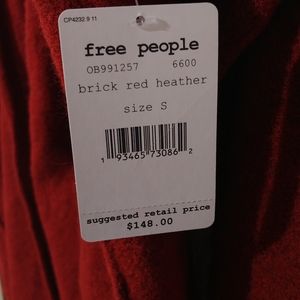 CP4232.9 11
free people
OB991257 6600
brick red heather
size S
1 93465 73086 2
suggested retail price
$148.00